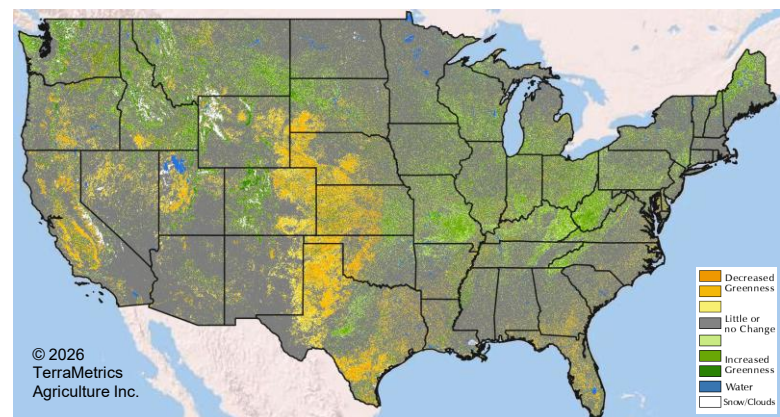 Decreased
Greenness
Little or
no Change
Increased
Greenness
Water
Snow/Clouds
© 2026
TerraMetrics
Agriculture Inc.